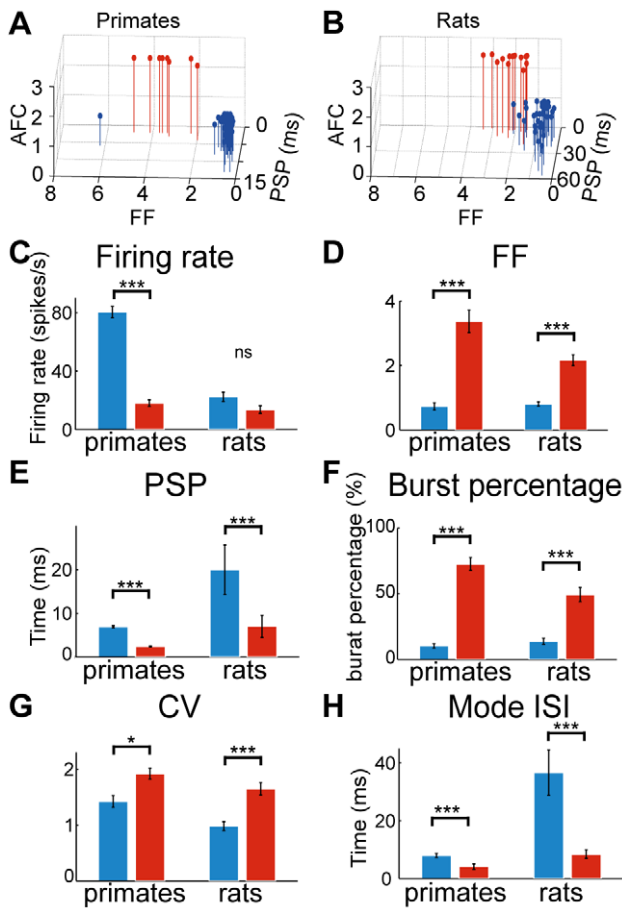 A Primates
AFC
3
2
1
0
8 6 4 2 0
FF
0
15
PSP (ms)
B Rats
AFC
3
2
1
0
8 6 4 2 0
FF
0
30
60
PSP (ms)
C Firing rate
Firing rate (spikes/s)
80
40
0
***
ns
primates rats
D FF
4
2
0
***
***
primates rats
E PSP
Time (ms)
20
10
0
***
***
primates rats
F Burst percentage
burat percentage (%)
100
50
0
***
***
primates rats
G CV
2
1
0
*
***
primates rats
H Mode ISI
Time (ms)
40
20
0
***
***
primates rats